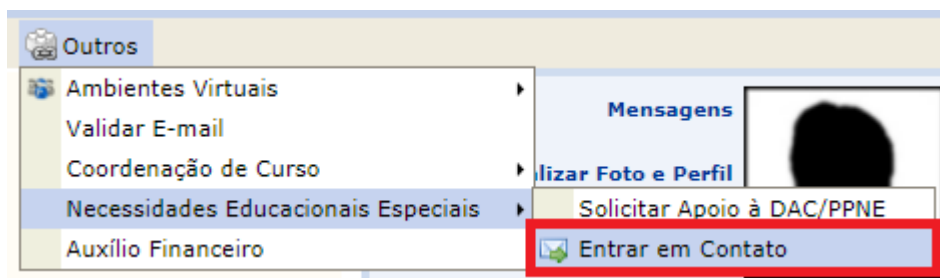 Outros
Ambientes Virtuais
Validar E-mail
Coordenação de Curso
Necessidades Educacionais Especiais
Auxílio Financeiro
Mensagens
lizar Foto e Perfil
Solicitar Apoio à DAC/PPNE
Entrar em Contato